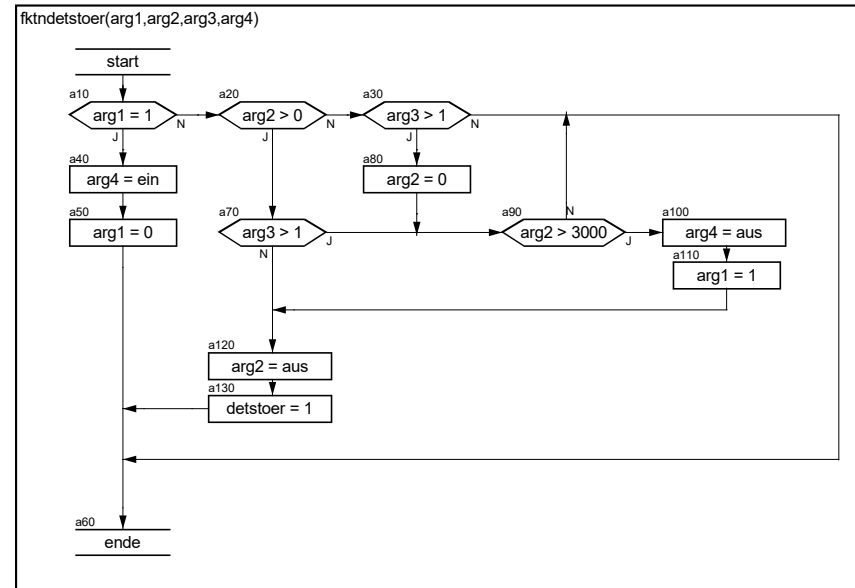 fktndetstoer(arg1,arg2,arg3,arg4)
start
a10
arg1 = 1
N
J
a20
arg2 > 0
N
J
a30
arg3 > 1
N
J
a40
arg4 = ein
a80
arg2 = 0
a50
arg1 = 0
a70
arg3 > 1
J
N
a90
arg2 > 3000
N
J
a100
arg4 = aus
a110
arg1 = 1
a120
arg2 = aus
a130
detstoer = 1
a60
ende